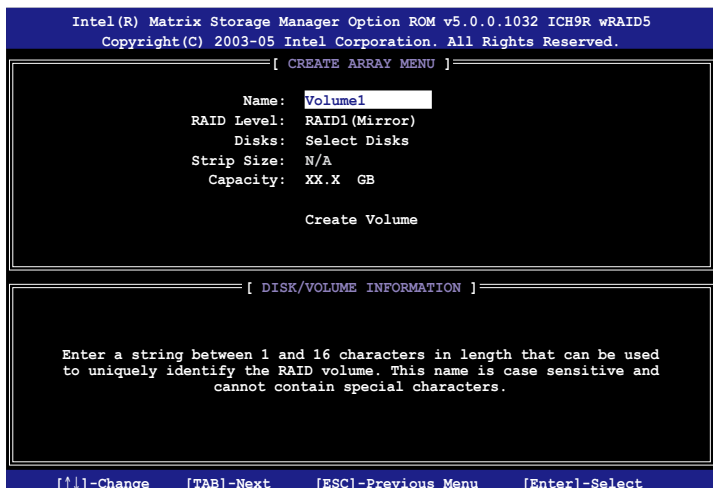 Intel(R) Matrix Storage Manager Option ROM v5.0.0.1032 ICH9R wRAID5
Copyright(C) 2003-05 Intel Corporation. All Rights Reserved.
[ CREATE ARRAY MENU ]
Name: Volume1
RAID Level: RAID1(Mirror)
Disks: Select Disks
Strip Size: N/A
Capacity: XX.X GB
Create Volume
[ DISK/VOLUME INFORMATION ]
Enter a string between 1 and 16 characters in length that can be used
to uniquely identify the RAID volume. This name is case sensitive and
cannot contain special characters.
[↑↓]-Change [TAB]-Next [ESC]-Previous Menu [Enter]-Select